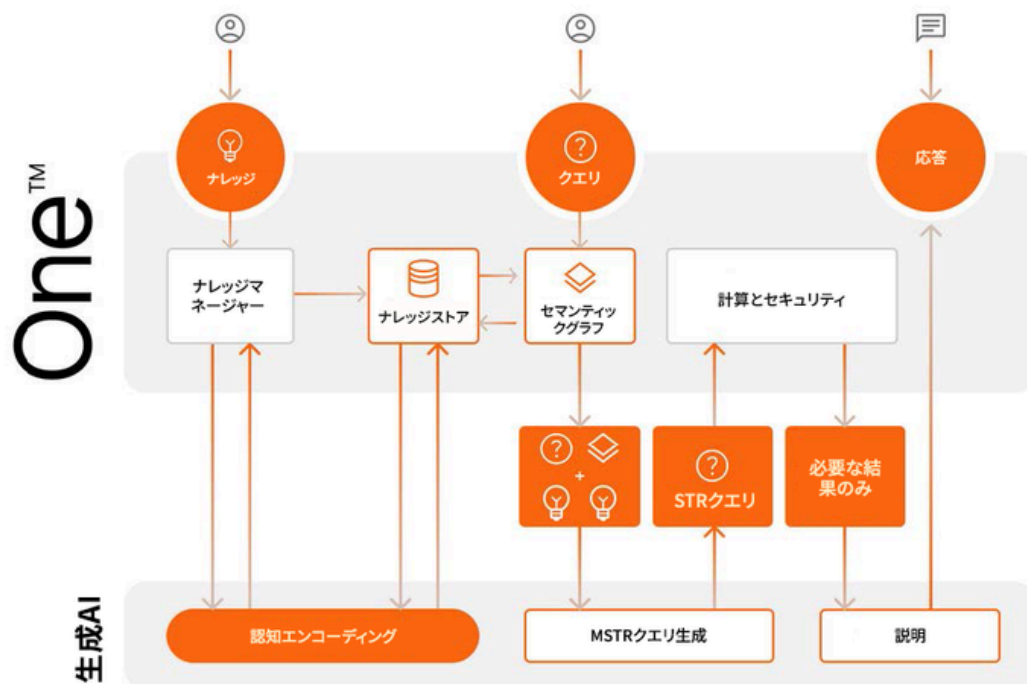 One™
ナレッジ
クエリ
応答
ナレッジマ
ネージャー
ナレッジストア
セマンティッ
クグラフ
計算とセキュリティ
+
STRクエリ
必要な結
果のみ
生成AI
認知エンコーディング
MSTRクエリ生成
説明